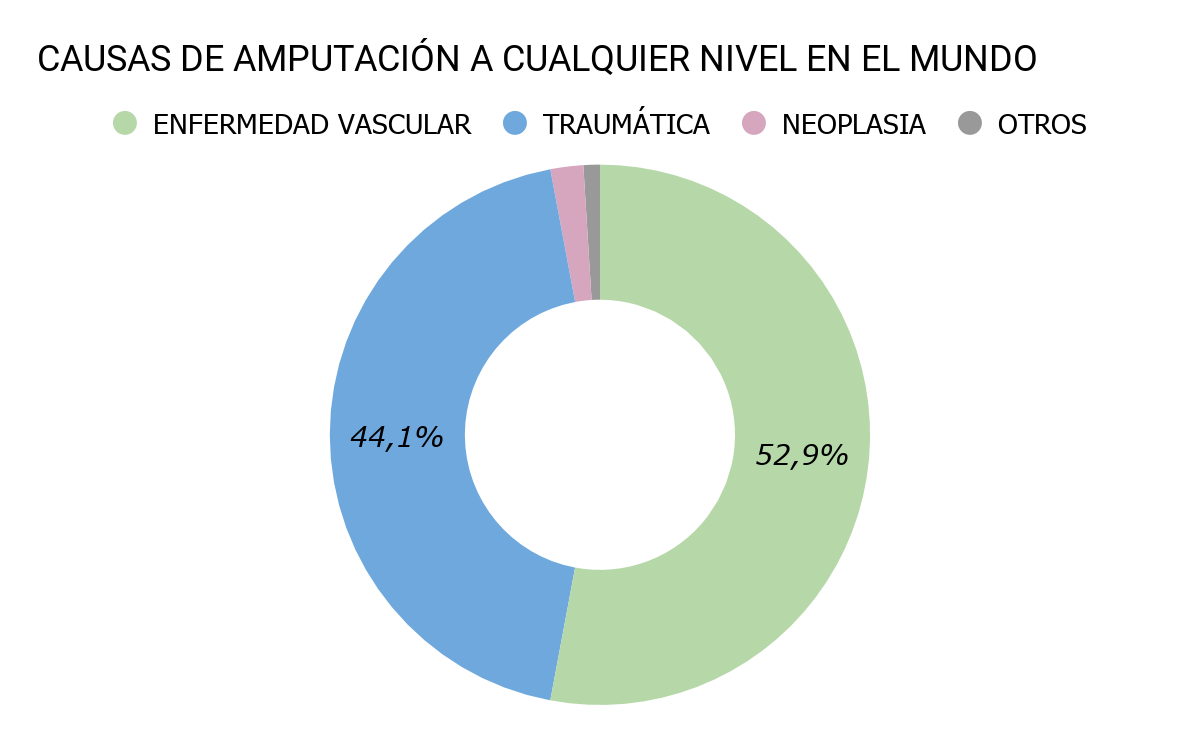 CAUSAS DE AMPUTACIÓN A CUALQUIER NIVEL EN EL MUNDO
ENFERMEDAD VASCULAR TRAUMÁTICA NEOPLASIA OTROS
44,1%
52,9%